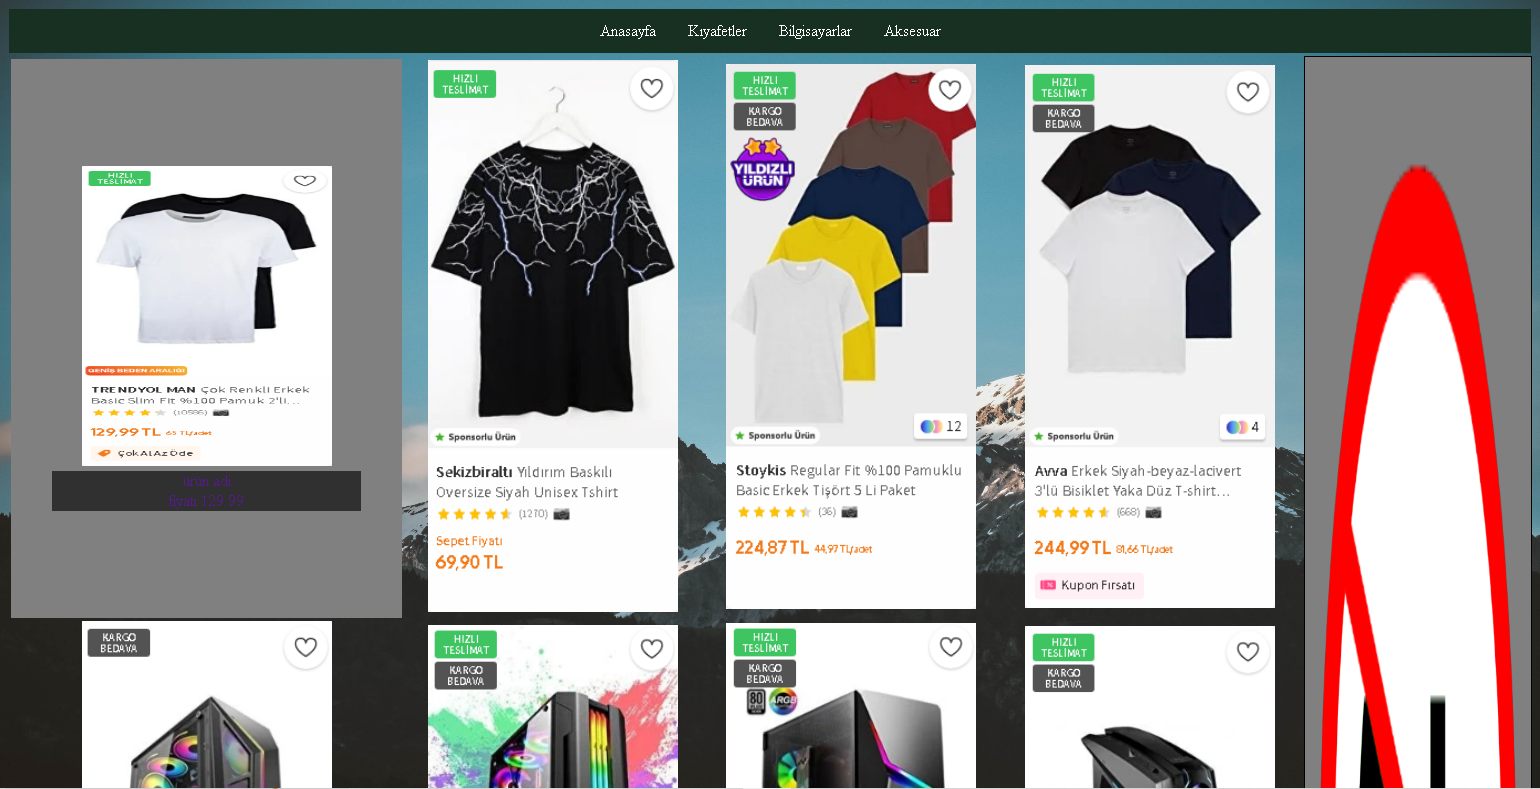 Anasayfa Kıyafetler Bilgisayarlar Aksesuar
HIZLI
TESLİMAT
GENİŞ BEDEN ARALIĞI
TRENDYOL MAN Çok Renkli Erkek
Basic Slim Fit %100 Pamuk 2'li...
(10586)
129,99 TL 65 TL/adet
Çok Al Az Öde
ürün adı
fiyatı 129.99
HIZLI
TESLİMAT
Sponsorlu Ürün
Sekizbiraltı Yıldırım Baskılı
Oversize Siyah Unisex Tshirt
(1270)
Sepet Fiyatı
69,90 TL
HIZLI
TESLİMAT
KARGO
BEDAVA
YILDIZLI
ÜRÜN
12
Sponsorlu Ürün
Stoykis Regular Fit %100 Pamuklu
Basic Erkek Tişört 5 Li Paket
(36)
224,87 TL 44,97 TL/adet
HIZLI
TESLİMAT
KARGO
BEDAVA
4
Sponsorlu Ürün
Avva Erkek Siyah-beyaz-lacivert
3'lü Bisiklet Yaka Düz T-shirt...
(668)
244,99 TL 81,66 TL/adet
Kupon Fırsatı
KARGO
BEDAVA
HIZLI
TESLİMAT
KARGO
BEDAVA
HIZLI
TESLİMAT
KARGO
BEDAVA
80
ARGB
HIZLI
TESLİMAT
KARGO
BEDAVA